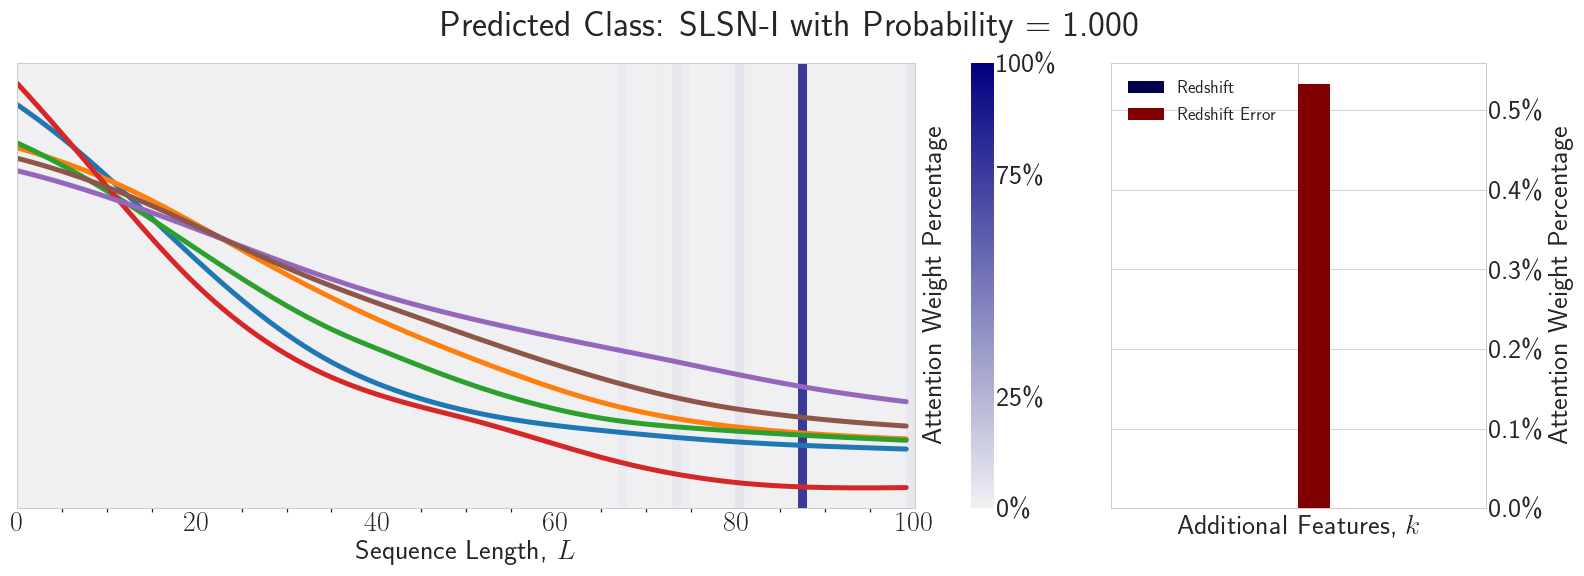 Predicted Class: SLSN-I with Probability = 1.000
0
20
40
60
80
100
Sequence Length, L
Attention Weight Percentage
100%
75%
25%
0%
Redshift
Redshift Error
0.5%
0.4%
0.3%
0.2%
0.1%
0.0%
Attention Weight Percentage
Additional Features, k